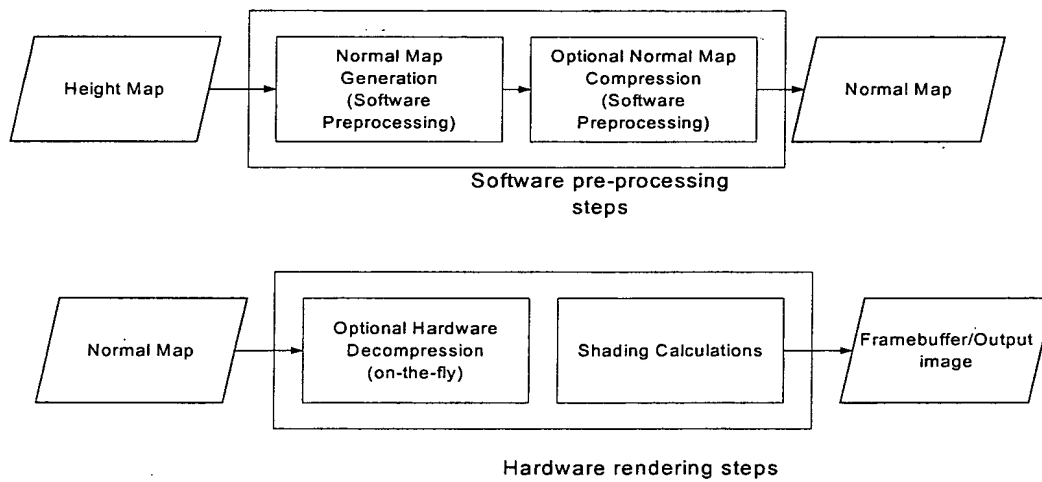 Height Map
Normal Map
Generation
(Software
Preprocessing)
Optional Normal Map
Compression
(Software
Preprocessing)
Normal Map
Software pre-processing
steps
Normal Map
Optional Hardware
Decompression
(on-the-fly)
Shading Calculations
Framebuffer/Output
image
Hardware rendering steps